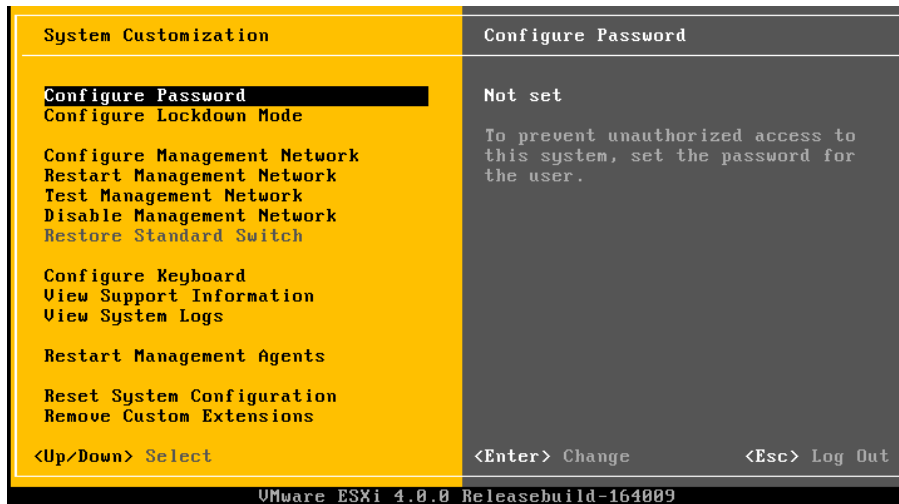 System Customization
Configure Password
Configure Password
Configure Lockdown Mode
Configure Management Network
Restart Management Network
Test Management Network
Disable Management Network
Restore Standard Switch
Configure Keyboard
View Support Information
View System Logs
Restart Management Agents
Reset System Configuration
Remove Custom Extensions
Not set
To prevent unauthorized access to
this system, set the password for
the user.
<Up/Down> Select
<Enter> Change
<Esc> Log Out
VMware ESXi 4.0.0 Releasebuild-164009